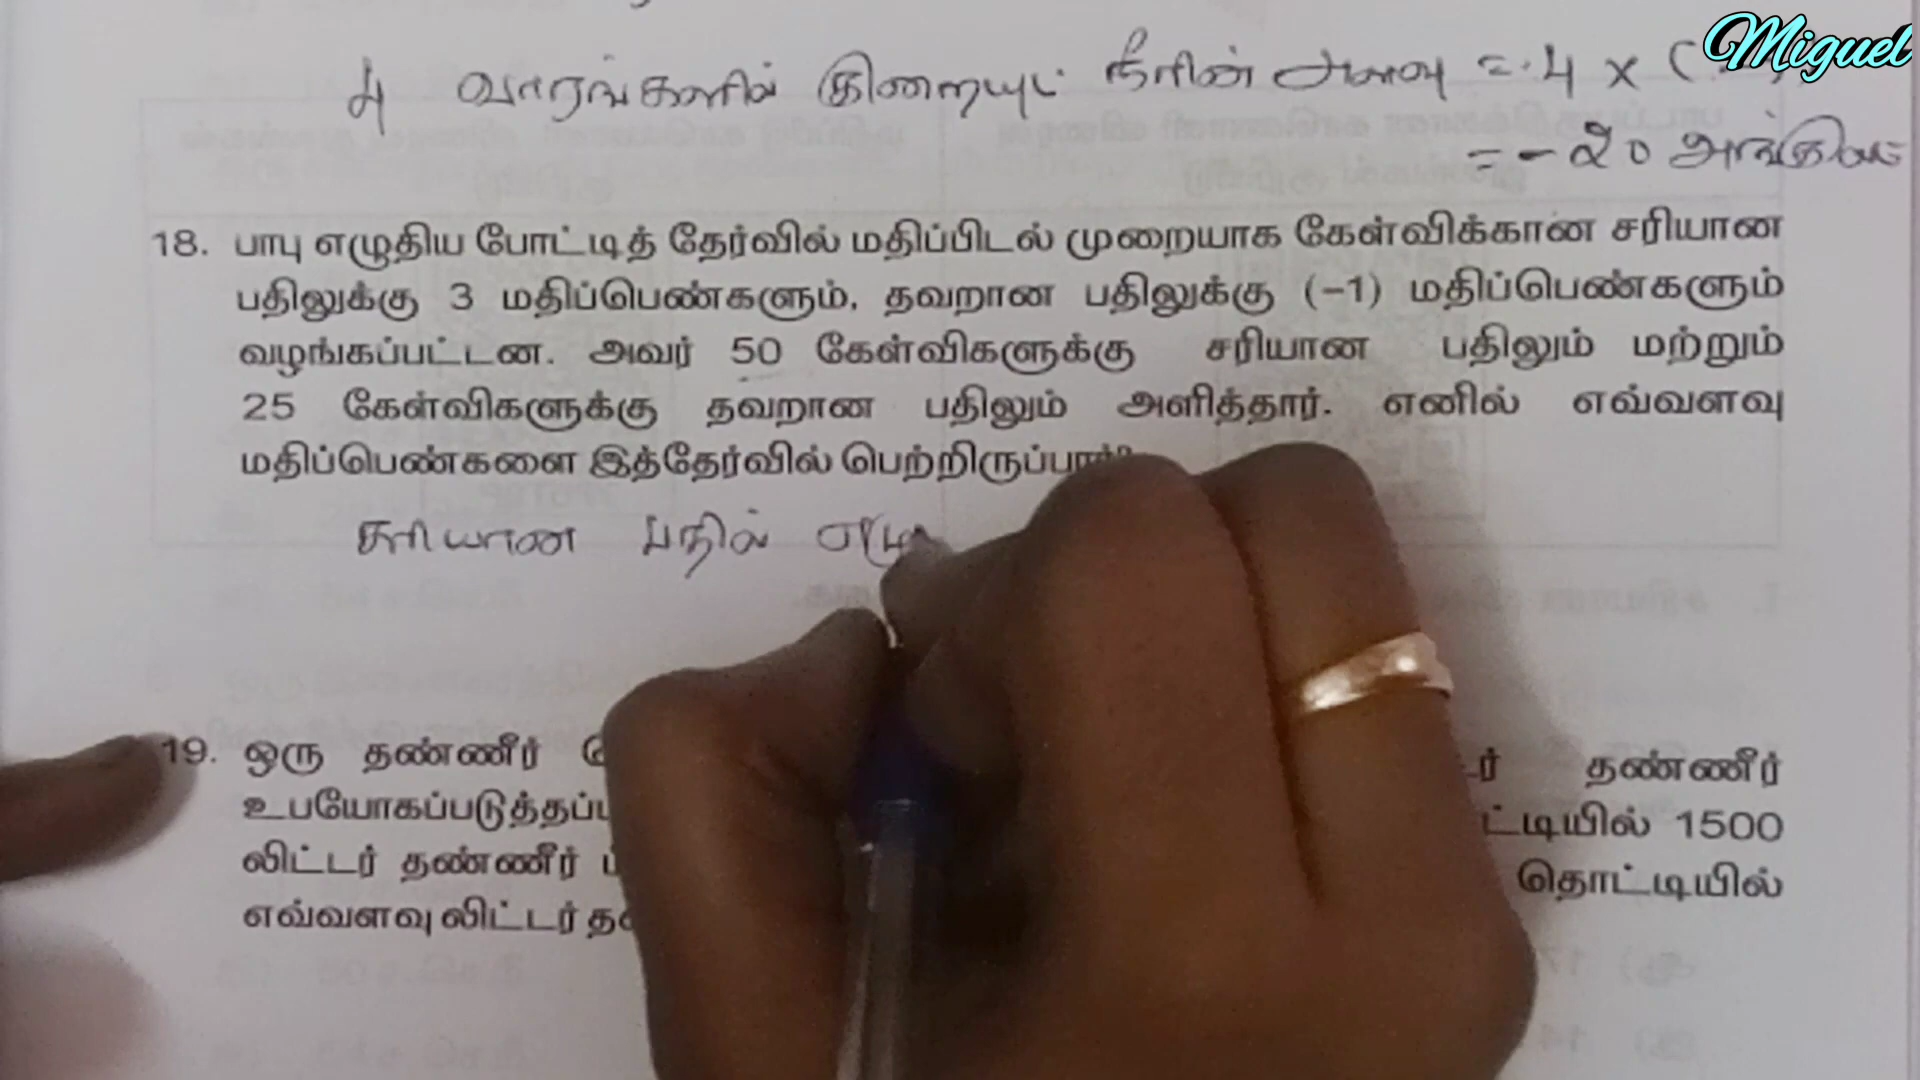 Miguel
4 வாரங்களில் குறையும் நீரின் அளவு = 4 × (
= - 20 அங்குலம்
18. பாபு எழுதிய போட்டித் தேர்வில் மதிப்பிடல் முறையாக கேள்விக்கான சரியான
பதிலுக்கு 3 மதிப்பெண்களும், தவறான பதிலுக்கு (−1) மதிப்பெண்களும்
வழங்கப்பட்டன. அவர் 50 கேள்விகளுக்கு சரியான பதிலும் மற்றும்
25 கேள்விகளுக்கு தவறான பதிலும் அளித்தார். எனில் எவ்வளவு
மதிப்பெண்களை இத்தேர்வில் பெற்றிருப்பார்?
சரியான பதில் எழு
19. ஒரு தண்ணீர் ர் தண்ணீர்
உபயோகப்படுத்தப்ப ட்டியில் 1500
லிட்டர் தண்ணீர் தொட்டியில்
எவ்வளவு லிட்டர் த